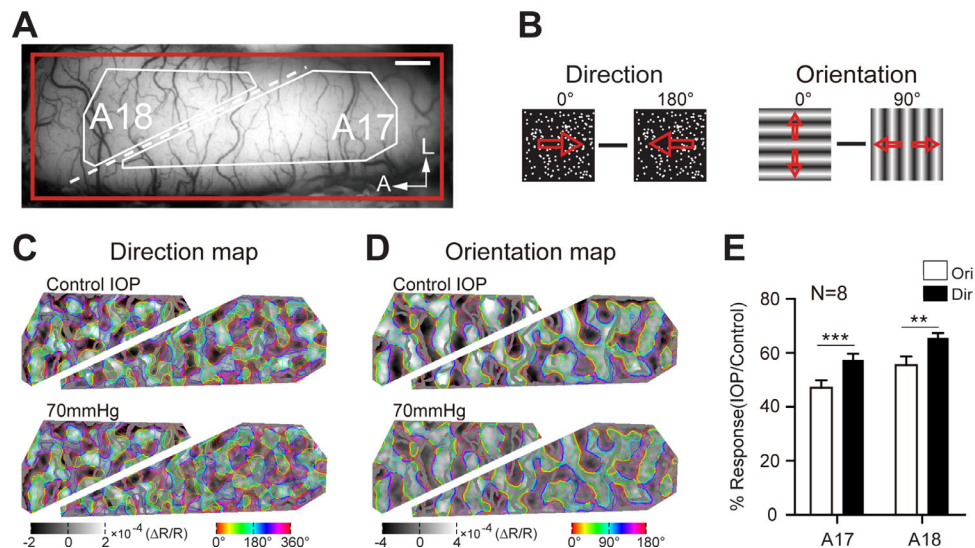 A
A18
A17
L
A
B
Direction
0°
180°
Orientation
0°
90°
C
Direction map
Control IOP
70mmHg
-2 0 2 ×10⁻⁴ (ΔR/R)
0° 180° 360°
D
Orientation map
Control IOP
70mmHg
-4 0 4 ×10⁻⁴ (ΔR/R)
0° 90° 180°
E
Ori
Dir
N=8
***
**
% Response(IOP/Control)
80
60
40
20
0
A17 A18